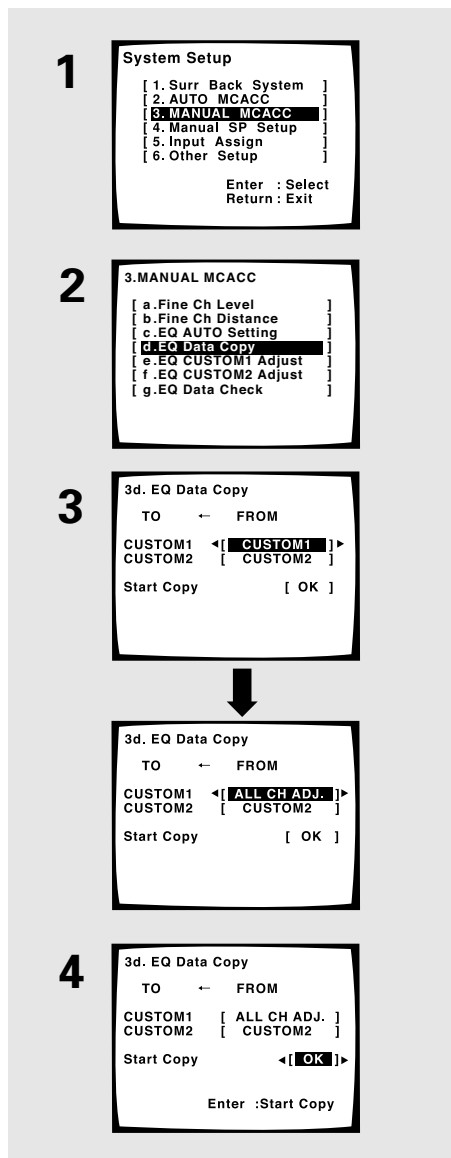 1
System Setup
[ 1. Surr Back System ]
[ 2. AUTO MCACC ]
[ 3. MANUAL MCACC ]
[ 4. Manual SP Setup ]
[ 5. Input Assign ]
[ 6. Other Setup ]
Enter : Select
Return : Exit
2
3.MANUAL MCACC
[ a.Fine Ch Level ]
[ b.Fine Ch Distance ]
[ c.EQ AUTO Setting ]
[ d.EQ Data Copy ]
[ e.EQ CUSTOM1 Adjust ]
[ f .EQ CUSTOM2 Adjust ]
[ g.EQ Data Check ]
3
3d. EQ Data Copy
TO ← FROM
CUSTOM1 ◄[ CUSTOM1 ]►
CUSTOM2 [ CUSTOM2 ]
Start Copy [ OK ]
3d. EQ Data Copy
TO ← FROM
CUSTOM1 ◄[ ALL CH ADJ. ]►
CUSTOM2 [ CUSTOM2 ]
Start Copy [ OK ]
4
3d. EQ Data Copy
TO ← FROM
CUSTOM1 [ ALL CH ADJ. ]
CUSTOM2 [ CUSTOM2 ]
Start Copy ◄[ OK ]►
Enter :Start Copy